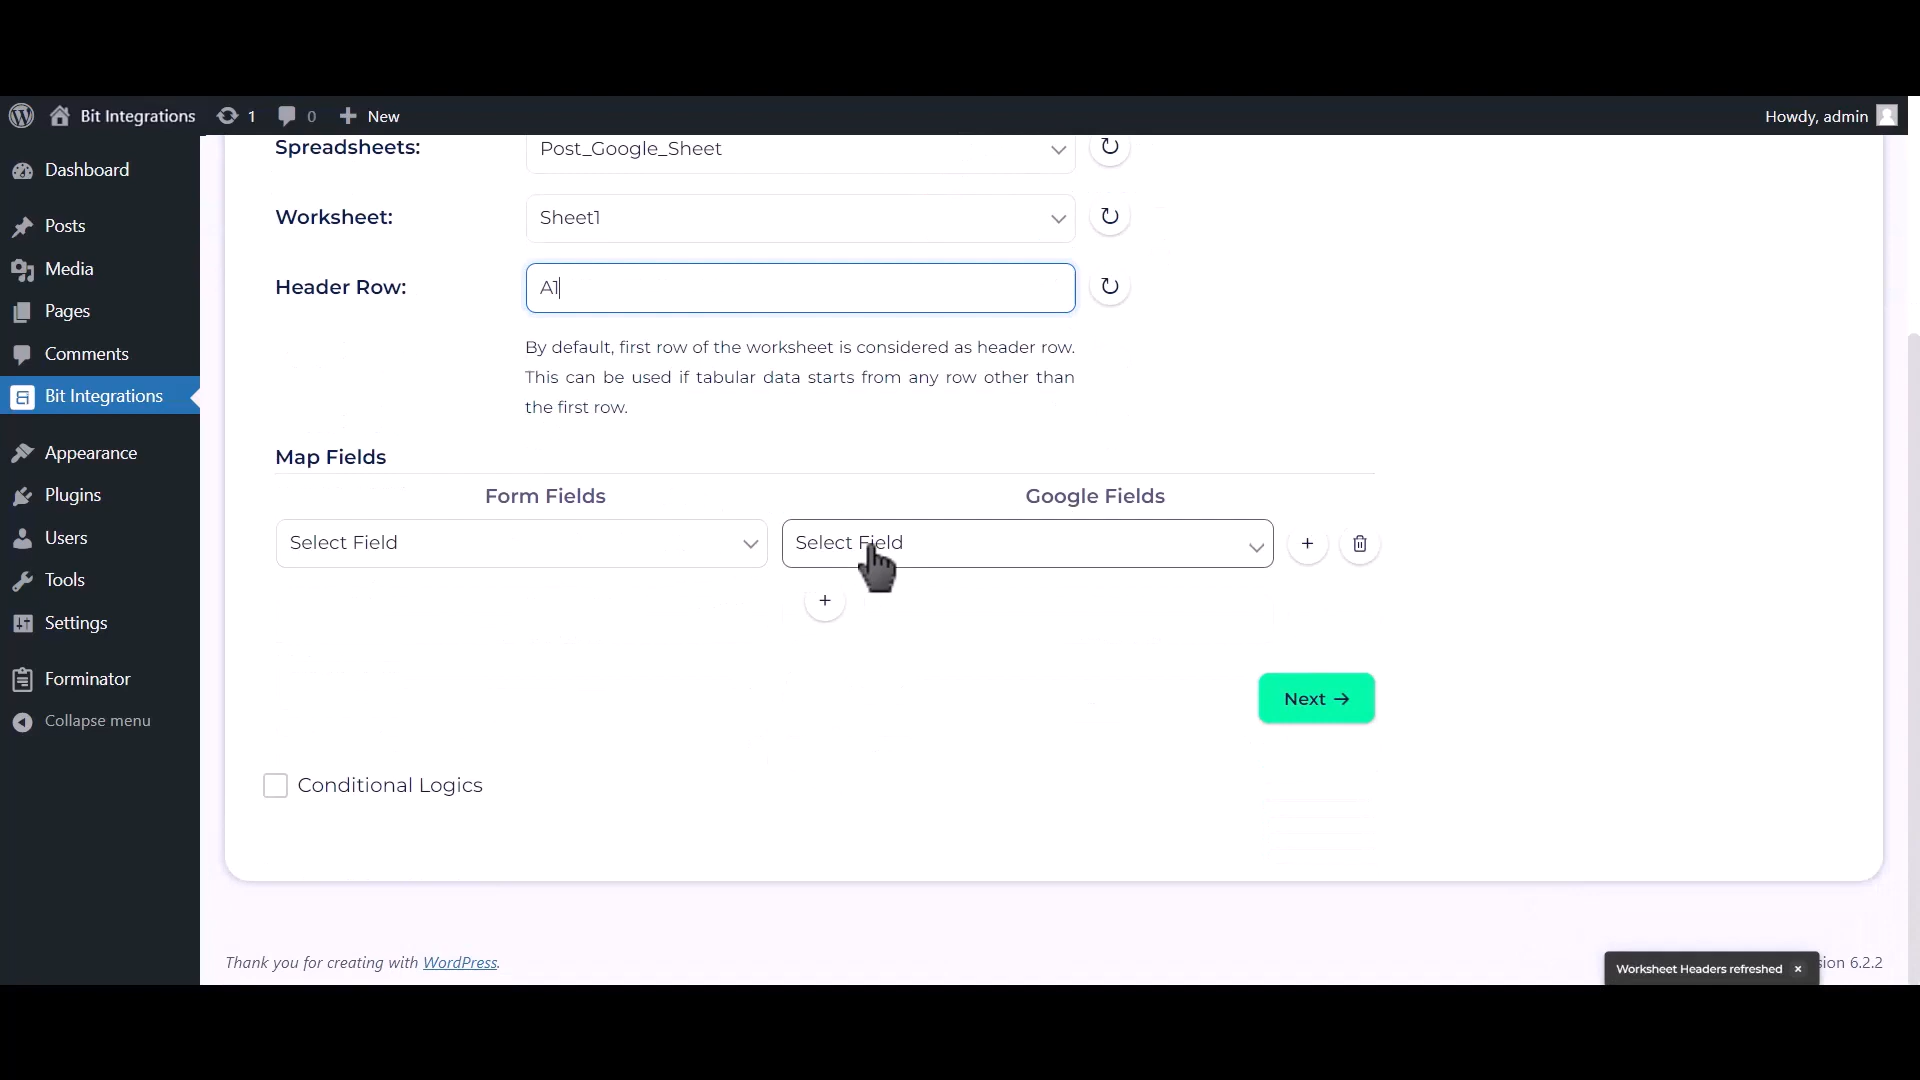 Bit Integrations 1 0 New Howdy, admin
Dashboard
Posts
Media
Pages
Comments
Bit Integrations
Appearance
Plugins
Users
Tools
Settings
Forminator
Collapse menu
Spreadsheets: Post_Google_Sheet
Worksheet: Sheet1
Header Row: A1
By default, first row of the worksheet is considered as header row.
This can be used if tabular data starts from any row other than
the first row.
Map Fields
Form Fields Google Fields
Select Field Select Field
Next →
Conditional Logics
Thank you for creating with WordPress.
Worksheet Headers refreshed ×
6.2.2